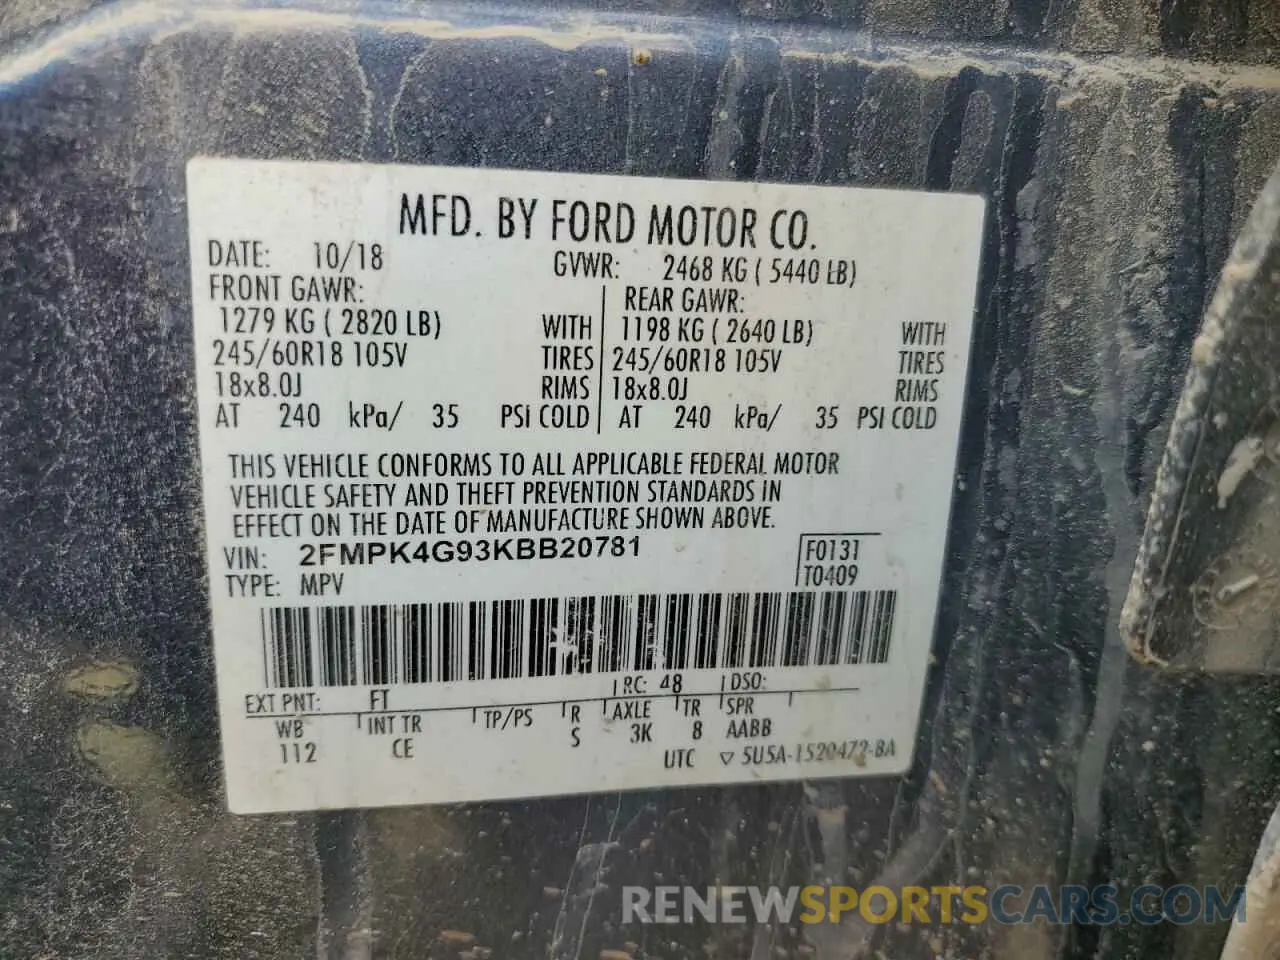 MFD. BY FORD MOTOR CO.
DATE: 10/18 GVWR: 2468 KG ( 5440 LB)
FRONT GAWR: REAR GAWR:
1279 KG ( 2820 LB) WITH 1198 KG ( 2640 LB) WITH
245/60R18 105V TIRES 245/60R18 105V TIRES
18x8.0J RIMS 18x8.0J RIMS
AT 240 kPa/ 35 PSI COLD AT 240 kPa/ 35 PSI COLD
THIS VEHICLE CONFORMS TO ALL APPLICABLE FEDERAL MOTOR
VEHICLE SAFETY AND THEFT PREVENTION STANDARDS IN
EFFECT ON THE DATE OF MANUFACTURE SHOWN ABOVE.
VIN: 2FMPK4G93KBB20781 F0131
TYPE: MPV T0409
EXT PNT: FT RC: 48 DSO:
WB INT TR TP/PS R AXLE TR SPR
112 CE S 3K 8 AABB
UTC ▽ 5U5A-1520472-BA
RENEWSPORTSCARS.COM